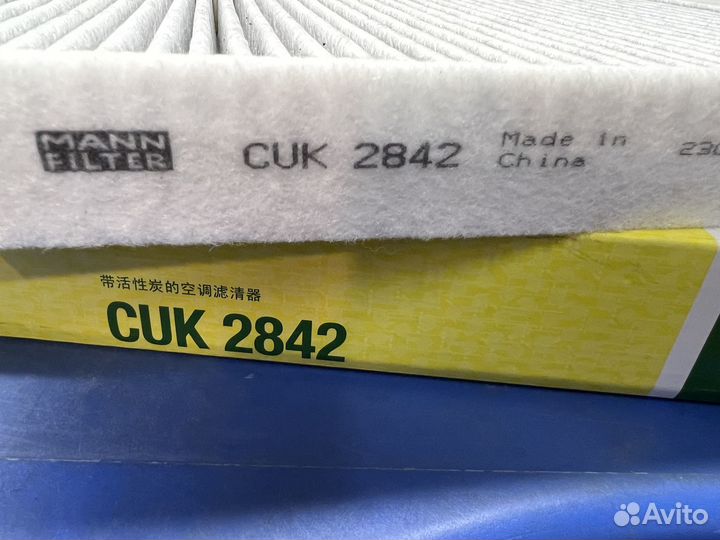 MANN
FILTER
CUK 2842
Made in
China
230
带活性炭的空调滤清器
CUK 2842
Avito